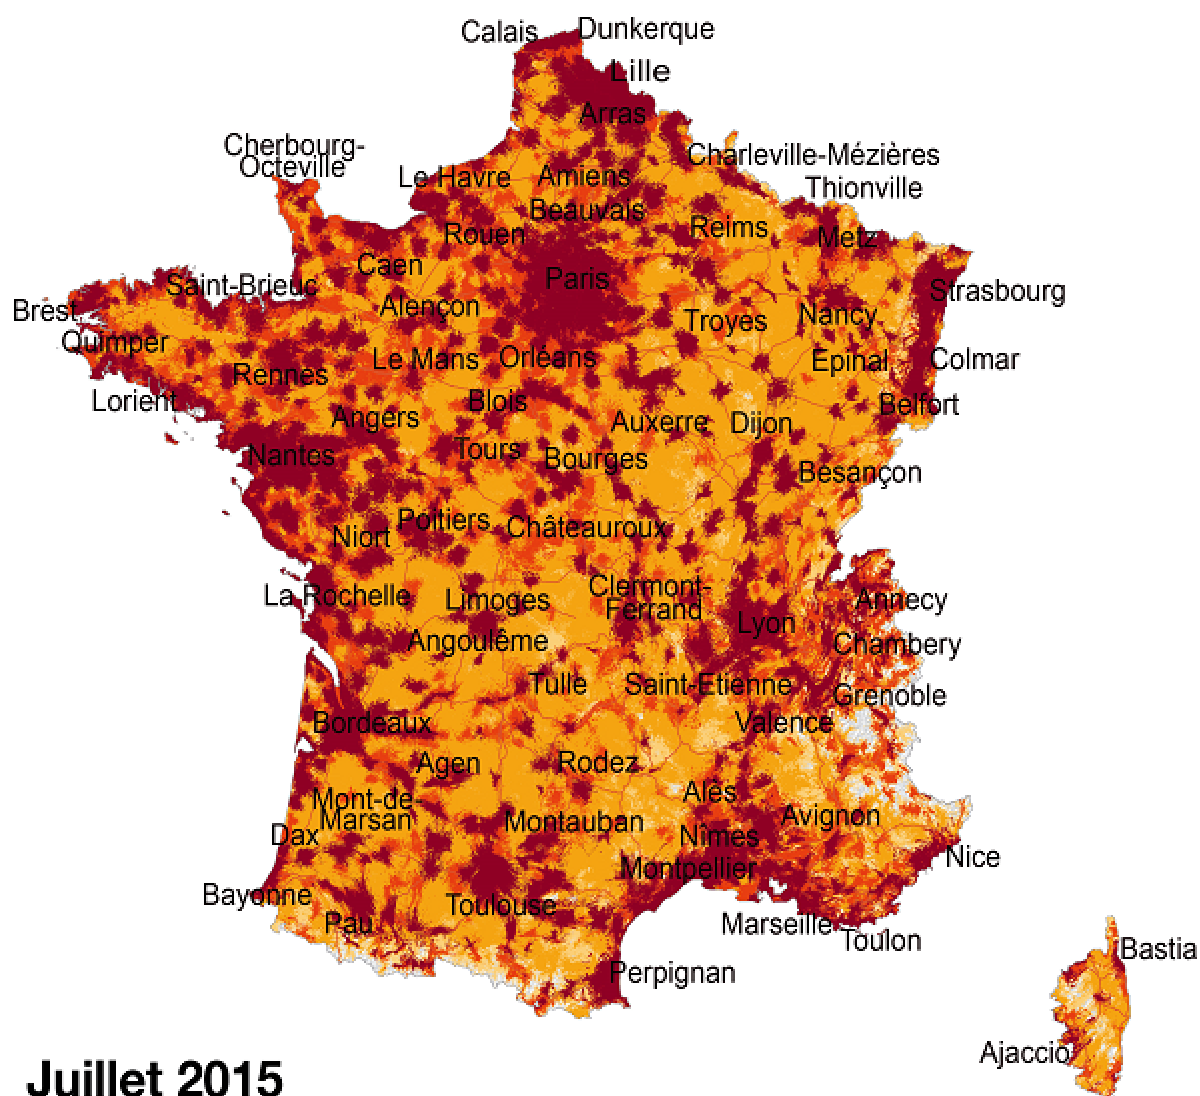 Calais
Dunkerque
Lille
Arras
Cherbourg-
Octeville
Charleville-Mézières
Le Havre
Amiens
Thionville
Beauvais
Rouen
Reims
Metz
Caen
Paris
Saint-Brieuc
Strasbourg
Alençon
Brest
Troyes
Nancy
Quimper
Le Mans
Orléans
Epinal
Colmar
Rennes
Lorient
Blois
Belfort
Angers
Auxerre
Dijon
Nantes
Tours
Bourges
Besançon
Poitiers
Châteauroux
Niort
La Rochelle
Limoges
Clermont-
Ferrand
Annecy
Lyon
Angoulême
Chambery
Tulle
Saint-Etienne
Grenoble
Bordeaux
Valence
Agen
Rodez
Alès
Mont-de-
Marsan
Montauban
Avignon
Dax
Nîmes
Nice
Montpellier
Bayonne
Toulouse
Pau
Marseille
Toulon
Bastia
Perpignan
Ajaccio
Juillet 2015